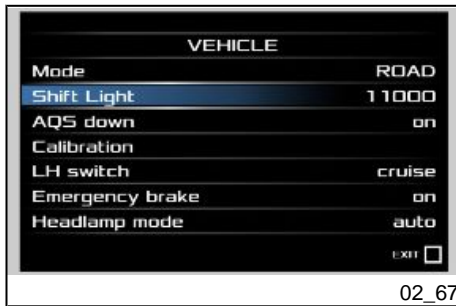 VEHICLE
Mode ROAD
Shift Light 11000
AQS down on
Calibration
LH switch cruise
Emergency brake on
Headlamp mode auto
EXIT
02_67